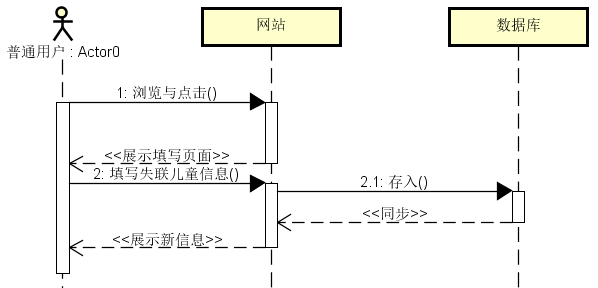 普通用户 : Actor0
网站
数据库
1: 浏览与点击()
<<展示填写页面>>
2: 填写失联儿童信息()
2.1: 存入()
<<同步>>
<<展示新信息>>